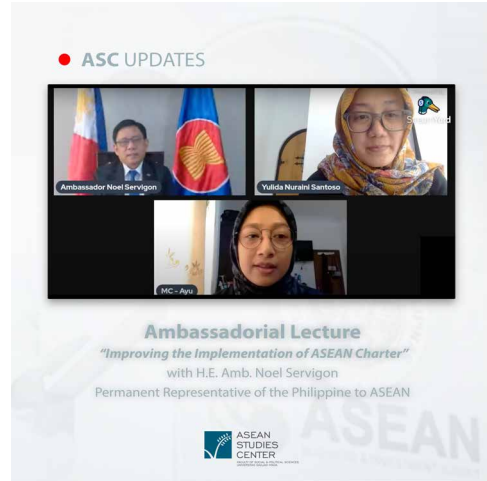 ASC UPDATES
Ambassador Noel Servigon
Yulida Nuraini Santoso
MC - Ayu
Ambassadorial Lecture
"Improving the Implementation of ASEAN Charter"
with H.E. Amb. Noel Servigon
Permanent Representative of the Philippine to ASEAN
ASEAN
STUDIES
CENTER
ASEAN